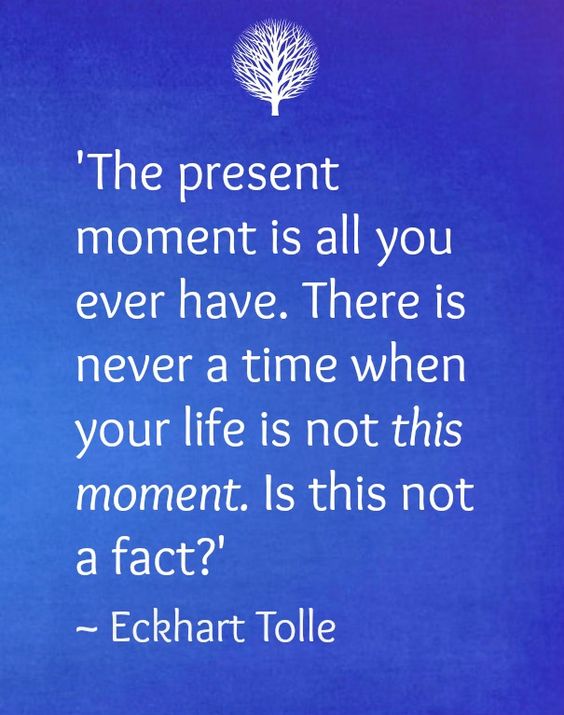 'The present
moment is all you
ever have. There is
never a time when
your life is not this
moment. Is this not
a fact?'
~ Eckhart Tolle